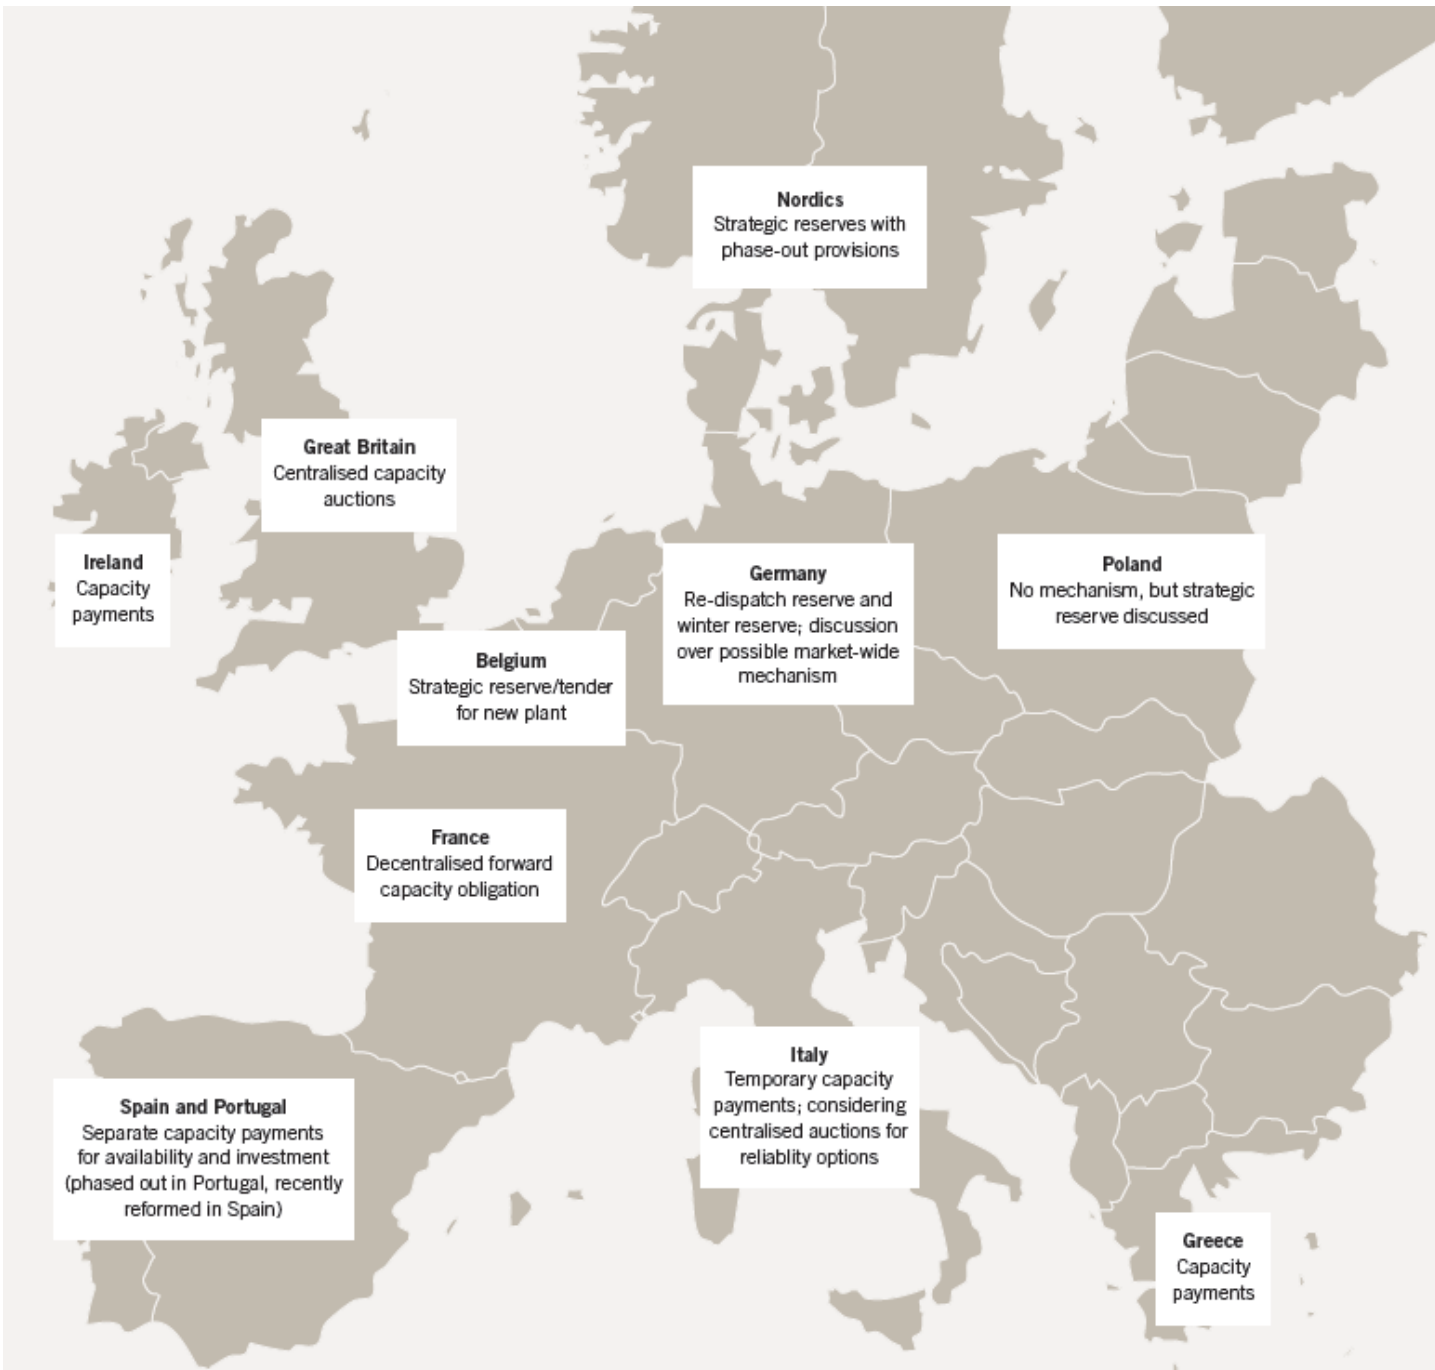 Nordics
Strategic reserves with
phase-out provisions
Great Britain
Centralised capacity
auctions
Ireland
Capacity
payments
Germany
Re-dispatch reserve and
winter reserve; discussion
over possible market-wide
mechanism
Poland
No mechanism, but strategic
reserve discussed
Belgium
Strategic reserve/tender
for new plant
France
Decentralised forward
capacity obligation
Italy
Temporary capacity
payments; considering
centralised auctions for
reliablity options
Spain and Portugal
Separate capacity payments
for availability and investment
(phased out in Portugal, recently
reformed in Spain)
Greece
Capacity
payments